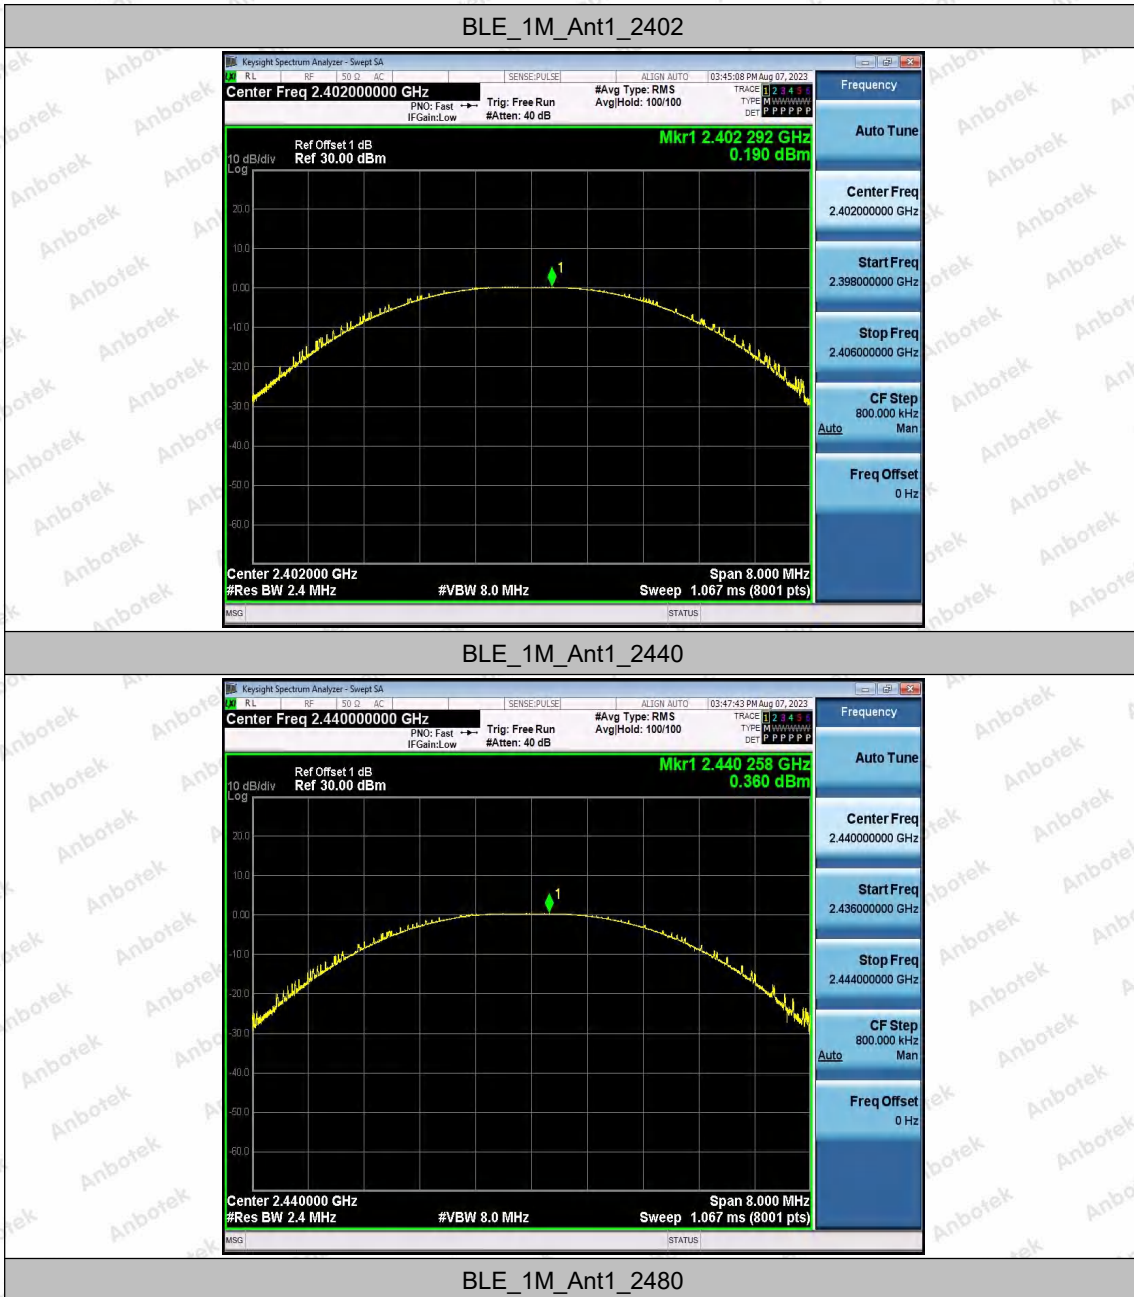 BLE_1M_Ant1_2402
Keysight Spectrum Analyzer - Swept SA
LXI RL RF 50 Ω AC SENSE:PULSE ALIGN AUTO 03:45:08 PM Aug 07, 2023
Center Freq 2.402000000 GHz
PNO: Fast
IFGain:Low
Trig: Free Run
#Atten: 40 dB
#Avg Type: RMS
Avg|Hold: 100/100
TRACE 1 2 3 4 5 6
TYPE M WWWWW
DET P P P P P P
Mkr1 2.402 292 GHz
0.190 dBm
Ref Offset 1 dB
10 dB/div Ref 30.00 dBm
Log
20.0
10.0
0.00
-10.0
-20.0
-30.0
-40.0
-50.0
-60.0
1
Center 2.402000 GHz Span 8.000 MHz
#Res BW 2.4 MHz #VBW 8.0 MHz Sweep 1.067 ms (8001 pts)
MSG STATUS
Frequency
Auto Tune
Center Freq
2.402000000 GHz
Start Freq
2.398000000 GHz
Stop Freq
2.406000000 GHz
CF Step
800.000 kHz
Auto Man
Freq Offset
0 Hz
BLE_1M_Ant1_2440
Keysight Spectrum Analyzer - Swept SA
LXI RL RF 50 Ω AC SENSE:PULSE ALIGN AUTO 03:47:43 PM Aug 07, 2023
Center Freq 2.440000000 GHz
PNO: Fast
IFGain:Low
Trig: Free Run
#Atten: 40 dB
#Avg Type: RMS
Avg|Hold: 100/100
TRACE 1 2 3 4 5 6
TYPE M WWWWW
DET P P P P P P
Mkr1 2.440 258 GHz
0.360 dBm
Ref Offset 1 dB
10 dB/div Ref 30.00 dBm
Log
20.0
10.0
0.00
-10.0
-20.0
-30.0
-40.0
-50.0
-60.0
1
Center 2.440000 GHz Span 8.000 MHz
#Res BW 2.4 MHz #VBW 8.0 MHz Sweep 1.067 ms (8001 pts)
MSG STATUS
Frequency
Auto Tune
Center Freq
2.440000000 GHz
Start Freq
2.436000000 GHz
Stop Freq
2.444000000 GHz
CF Step
800.000 kHz
Auto Man
Freq Offset
0 Hz
BLE_1M_Ant1_2480
Anbotek